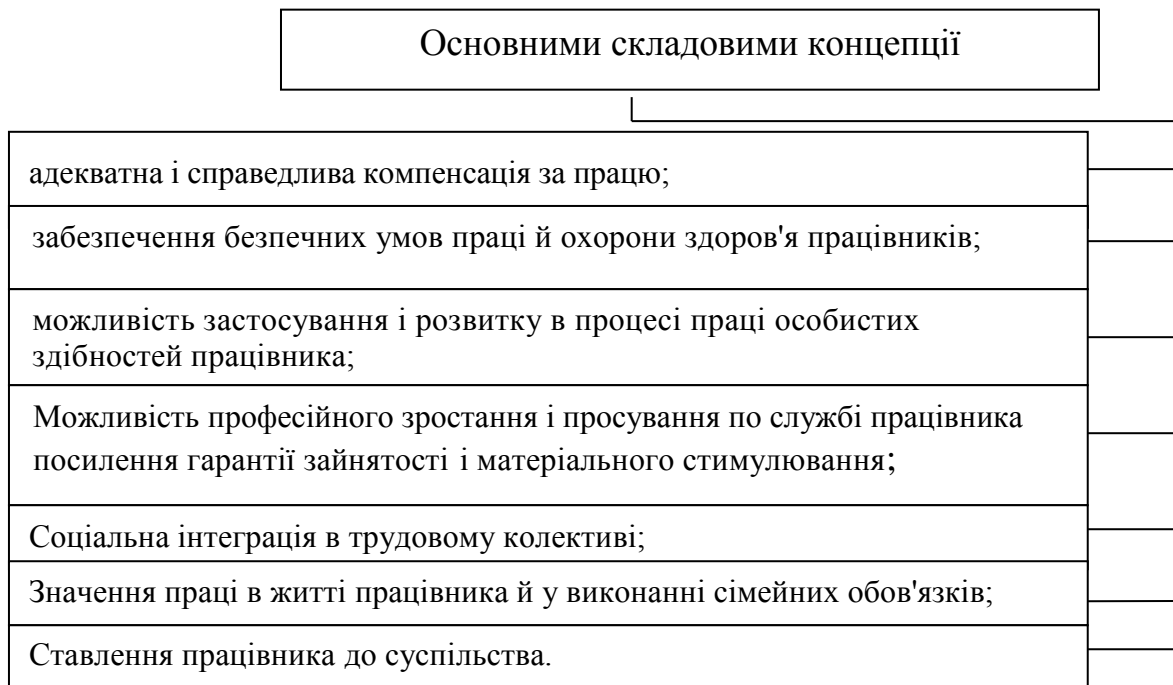 Основними складовими концепції
адекватна і справедлива компенсація за працю;
забезпечення безпечних умов праці й охорони здоров'я працівників;
можливість застосування і розвитку в процесі праці особистих
здібностей працівника;
Можливість професійного зростання і просування по службі працівника
посилення гарантії зайнятості і матеріального стимулювання;
Соціальна інтеграція в трудовому колективі;
Значення праці в житті працівника й у виконанні сімейних обов'язків;
Ставлення працівника до суспільства.